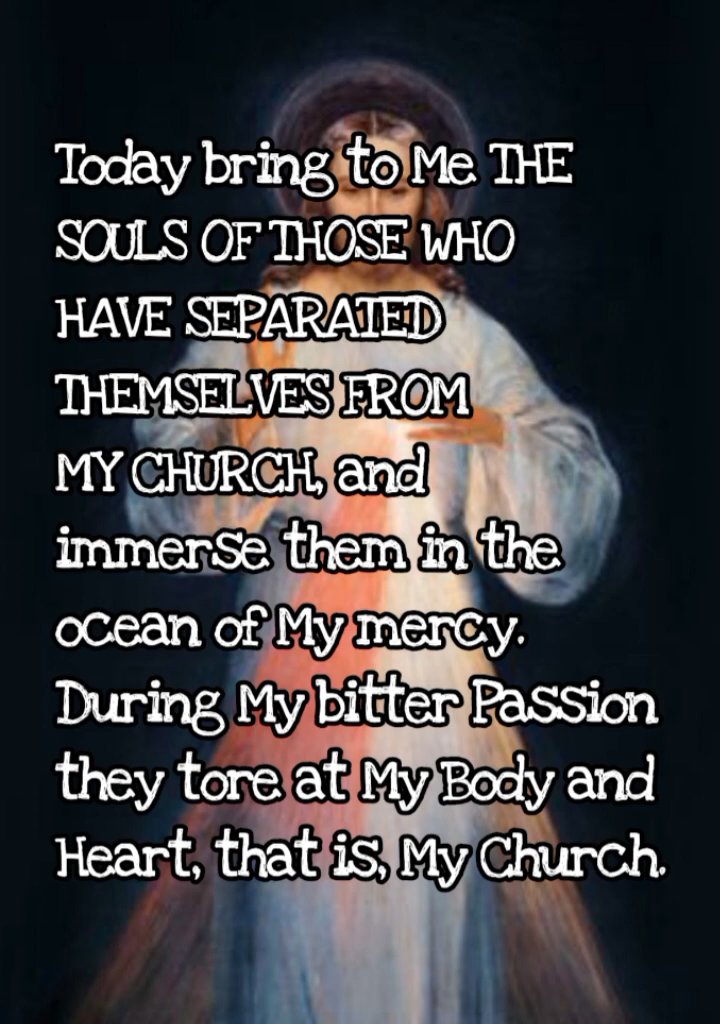 Today bring to Me THE
SOULS OF THOSE WHO
HAVE SEPARATED
THEMSELVES FROM
MY CHURCH, and
immerse them in the
ocean of My mercy.
During My bitter Passion
they tore at My Body and
Heart, that is, My Church.